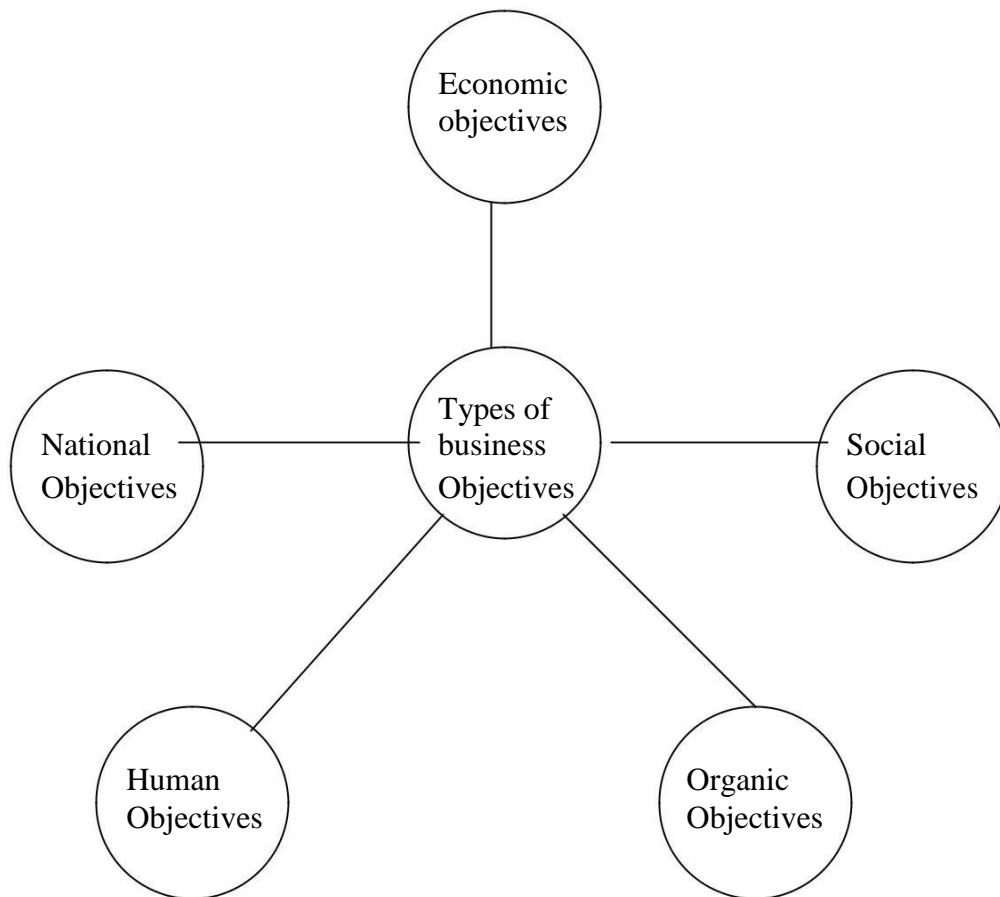 Economic
objectives
Types of
business
Objectives
National
Objectives
Social
Objectives
Human
Objectives
Organic
Objectives